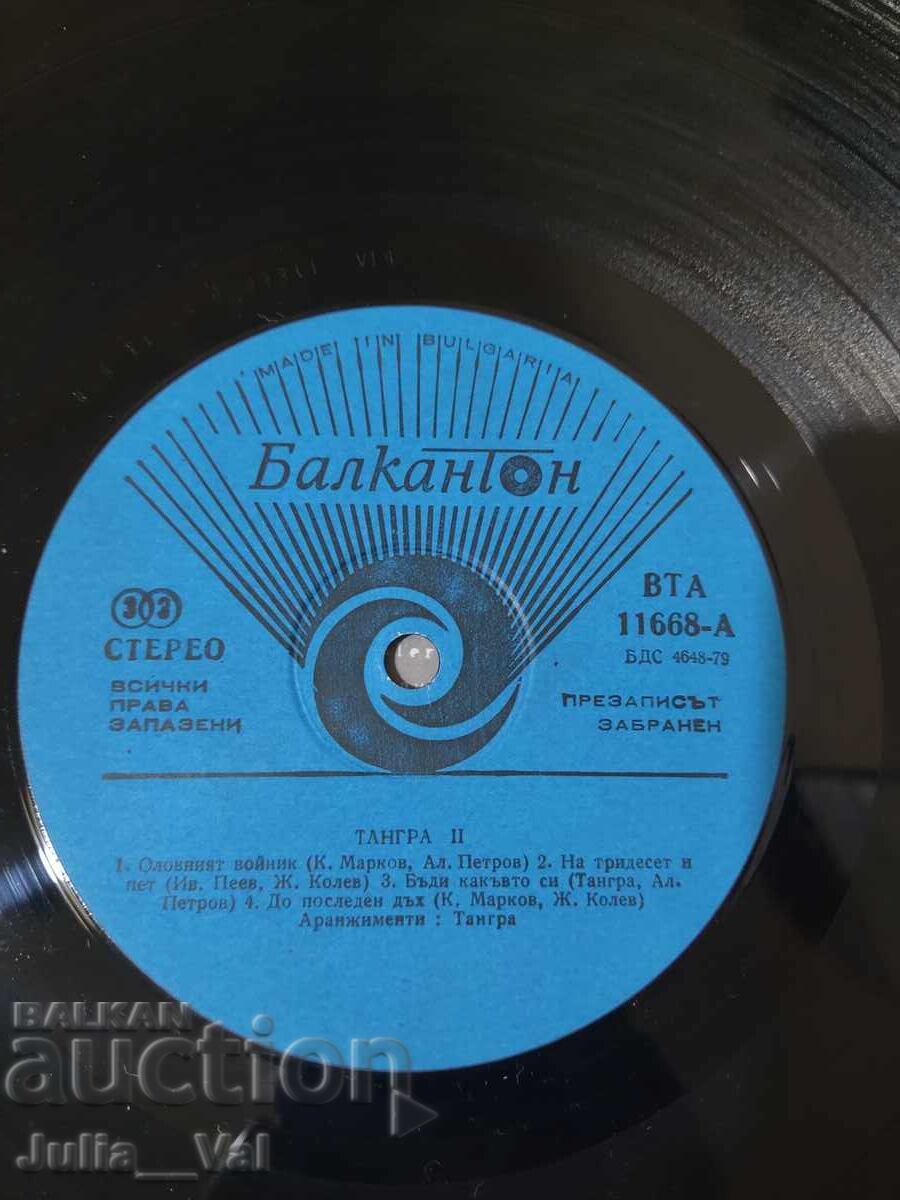 MADE IN BULGARIA
Балкантон
33
СТЕРЕО
ВСИЧКИ
ПРАВА
ЗАПАЗЕНИ
ВТА
11668-А
БДС 4648-79
ПРЕЗАПИСЪТ
ЗАБРАНЕН
ТАНГРА II
1. Оловният войник (К. Марков, Ал. Петров) 2. На тридесет и
пет (Ив. Пеев, Ж. Колев) 3. Бъди какъвто си (Тангра, Ал.
Петров) 4. До последен дъх (К. Марков, Ж. Колев)
Аранжименти : Тангра
BALKAN
auction
Julia__Val